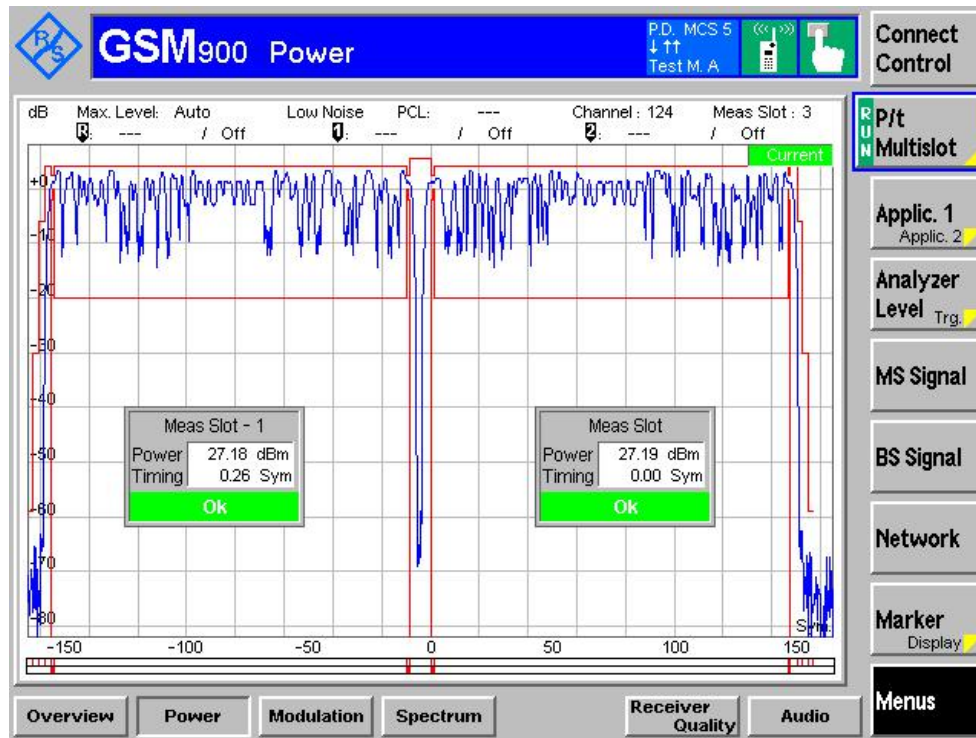 R&S
GSM900 Power
P.D. MCS 5
↓ ↑↑
Test M. A
Connect Control
dB Max. Level: Auto Low Noise PCL: --- Channel : 124 Meas Slot : 3
R: --- / Off 1: --- / Off 2: --- / Off
Current
RUN
P/t Multislot
Applic. 1
Applic. 2
Analyzer Level Trg.
MS Signal
BS Signal
Network
Marker
Display
Menus
+0
-10
-20
-30
-40
-50
-60
-70
-80
Meas Slot - 1
Power 27.18 dBm
Timing 0.26 Sym
Ok
Meas Slot
Power 27.19 dBm
Timing 0.00 Sym
Ok
Sym.
-150 -100 -50 0 50 100 150
Overview Power Modulation Spectrum Receiver Quality Audio